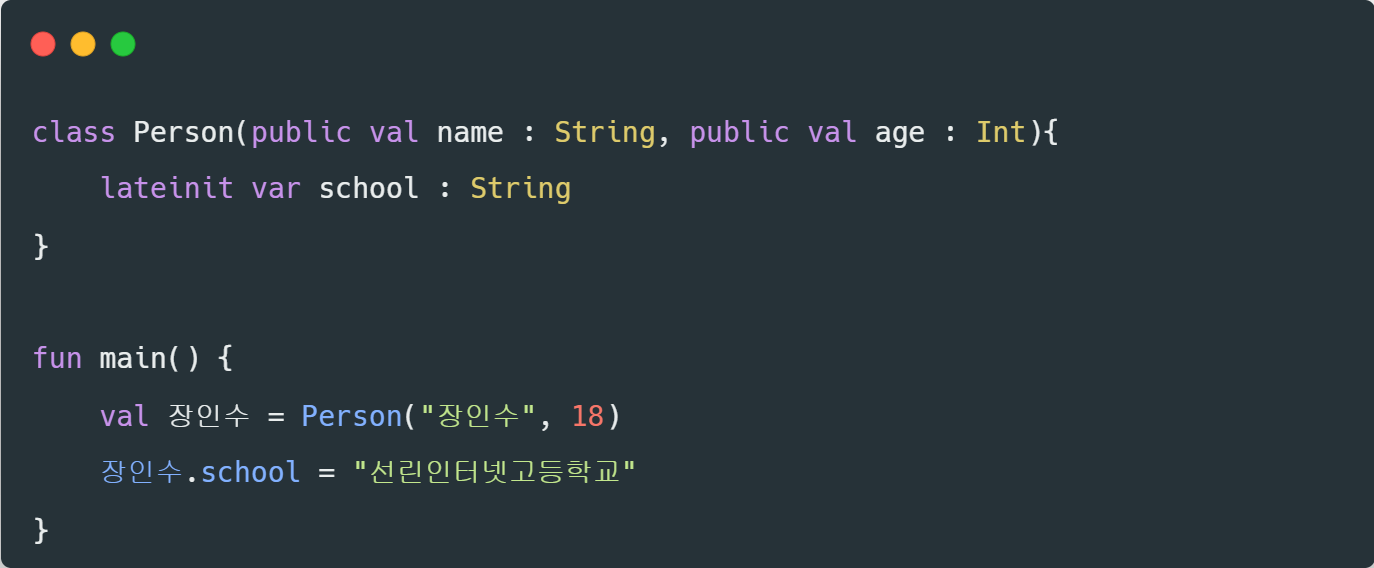 class Person(public val name : String, public val age : Int){
    lateinit var school : String
}
fun main() {
    val 장인수 = Person("장인수", 18)
    장인수.school = "선린인터넷고등학교"
}